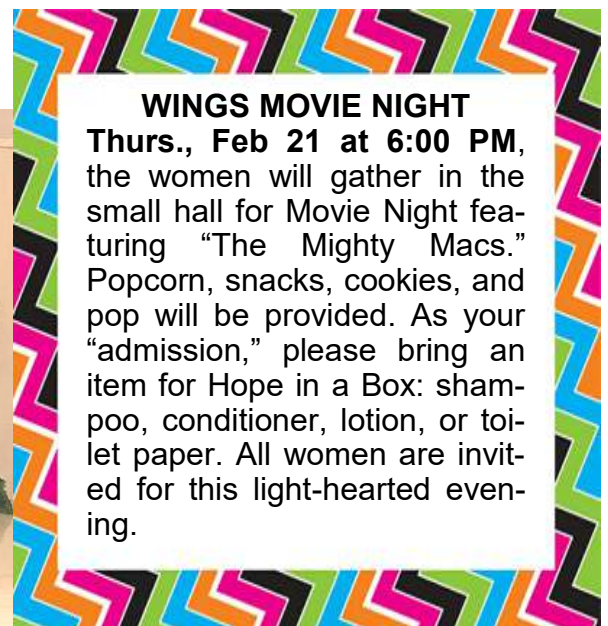 WINGS MOVIE NIGHT
Thurs., Feb 21 at 6:00 PM,
the women will gather in the
small hall for Movie Night fea-
turing “The Mighty Macs.”
Popcorn, snacks, cookies, and
pop will be provided. As your
“admission,” please bring an
item for Hope in a Box: sham-
poo, conditioner, lotion, or toi-
let paper. All women are invit-
ed for this light-hearted even-
ing.